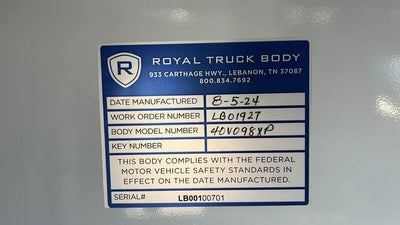 R
ROYAL TRUCK BODY
933 CARTHAGE HWY., LEBANON, TN 37087
800.834.7692
DATE MANUFACTURED 8-5-24
WORK ORDER NUMBER LB01927
BODY MODEL NUMBER 40V098XP
KEY NUMBER
THIS BODY COMPLIES WITH THE FEDERAL
MOTOR VEHICLE SAFETY STANDARDS IN
EFFECT ON THE DATE MANUFACTURED.
SERIAL# LB00100701